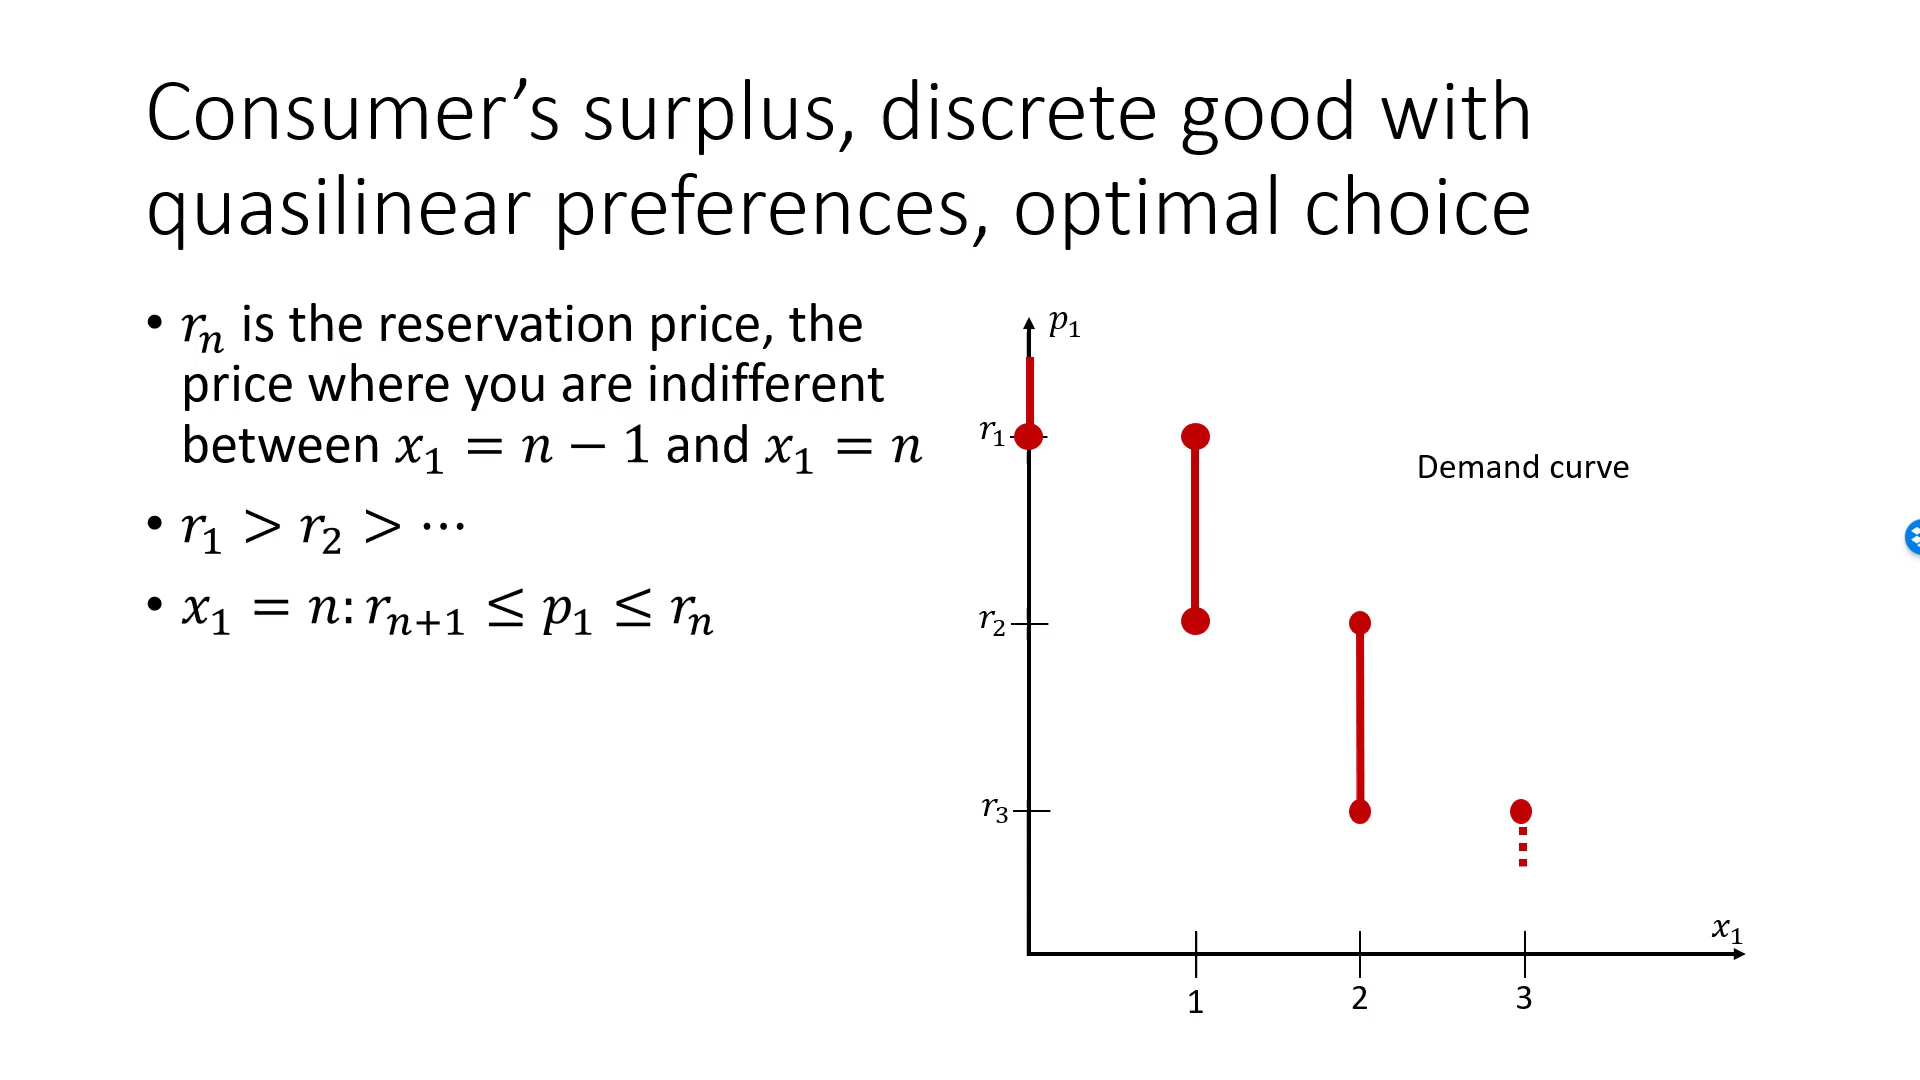 Consumer’s surplus, discrete good with
quasilinear preferences, optimal choice
• rₙ is the reservation price, the
price where you are indifferent
between x₁ = n − 1 and x₁ = n
• r₁ > r₂ > ⋯
• x₁ = n: rₙ₊₁ ≤ p₁ ≤ rₙ
p₁
r₁
Demand curve
r₂
r₃
x₁
1
2
3